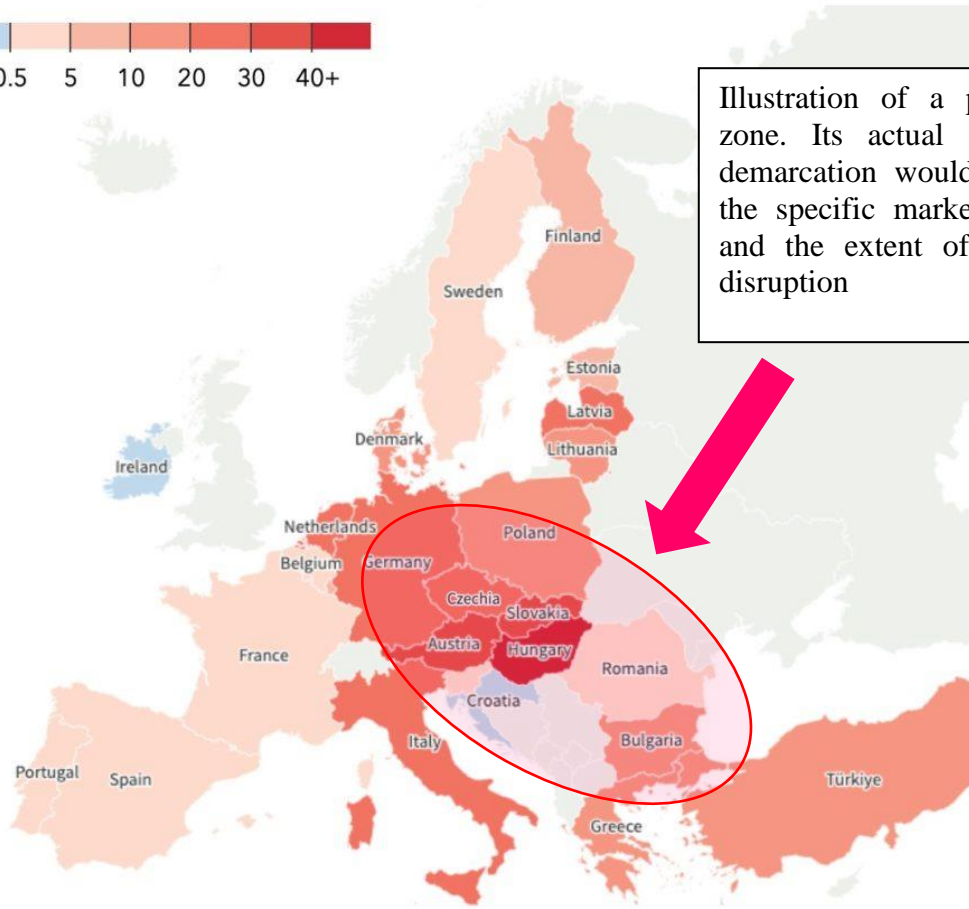 0.5 5 10 20 30 40+
Illustration of a p
zone. Its actual
demarcation would
the specific marke
and the extent of
disruption
Finland
Sweden
Estonia
Latvia
Denmark
Lithuania
Ireland
Netherlands
Poland
Belgium
Germany
Czechia
Slovakia
Austria
Hungary
France
Romania
Croatia
Italy
Bulgaria
Portugal
Spain
Türkiye
Greece